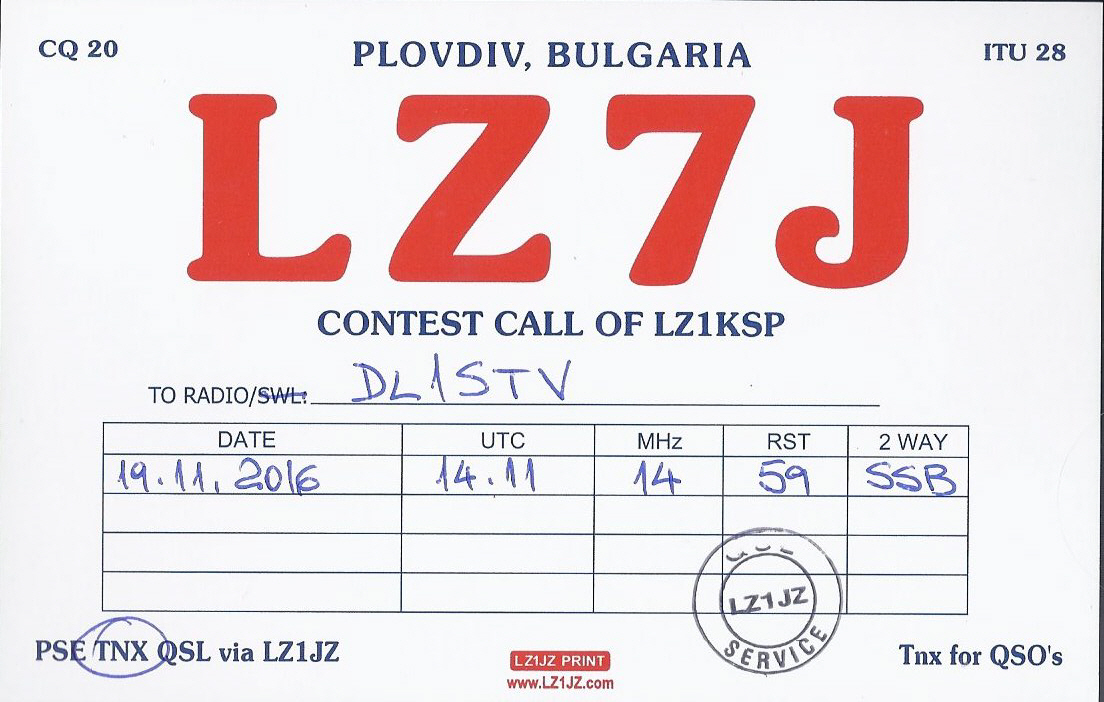 CQ 20 PLOVDIV, BULGARIA ITU 28
LZ7J
CONTEST CALL OF LZ1KSP
TO RADIO/SWL: DL1STV
DATE UTC MHz RST 2 WAY
19.11.2016 14.11 14 59 SSB
LZ1JZ
SERVICE
PSE TNX QSL via LZ1JZ
LZ1JZ PRINT
www.LZ1JZ.com
Tnx for QSO's